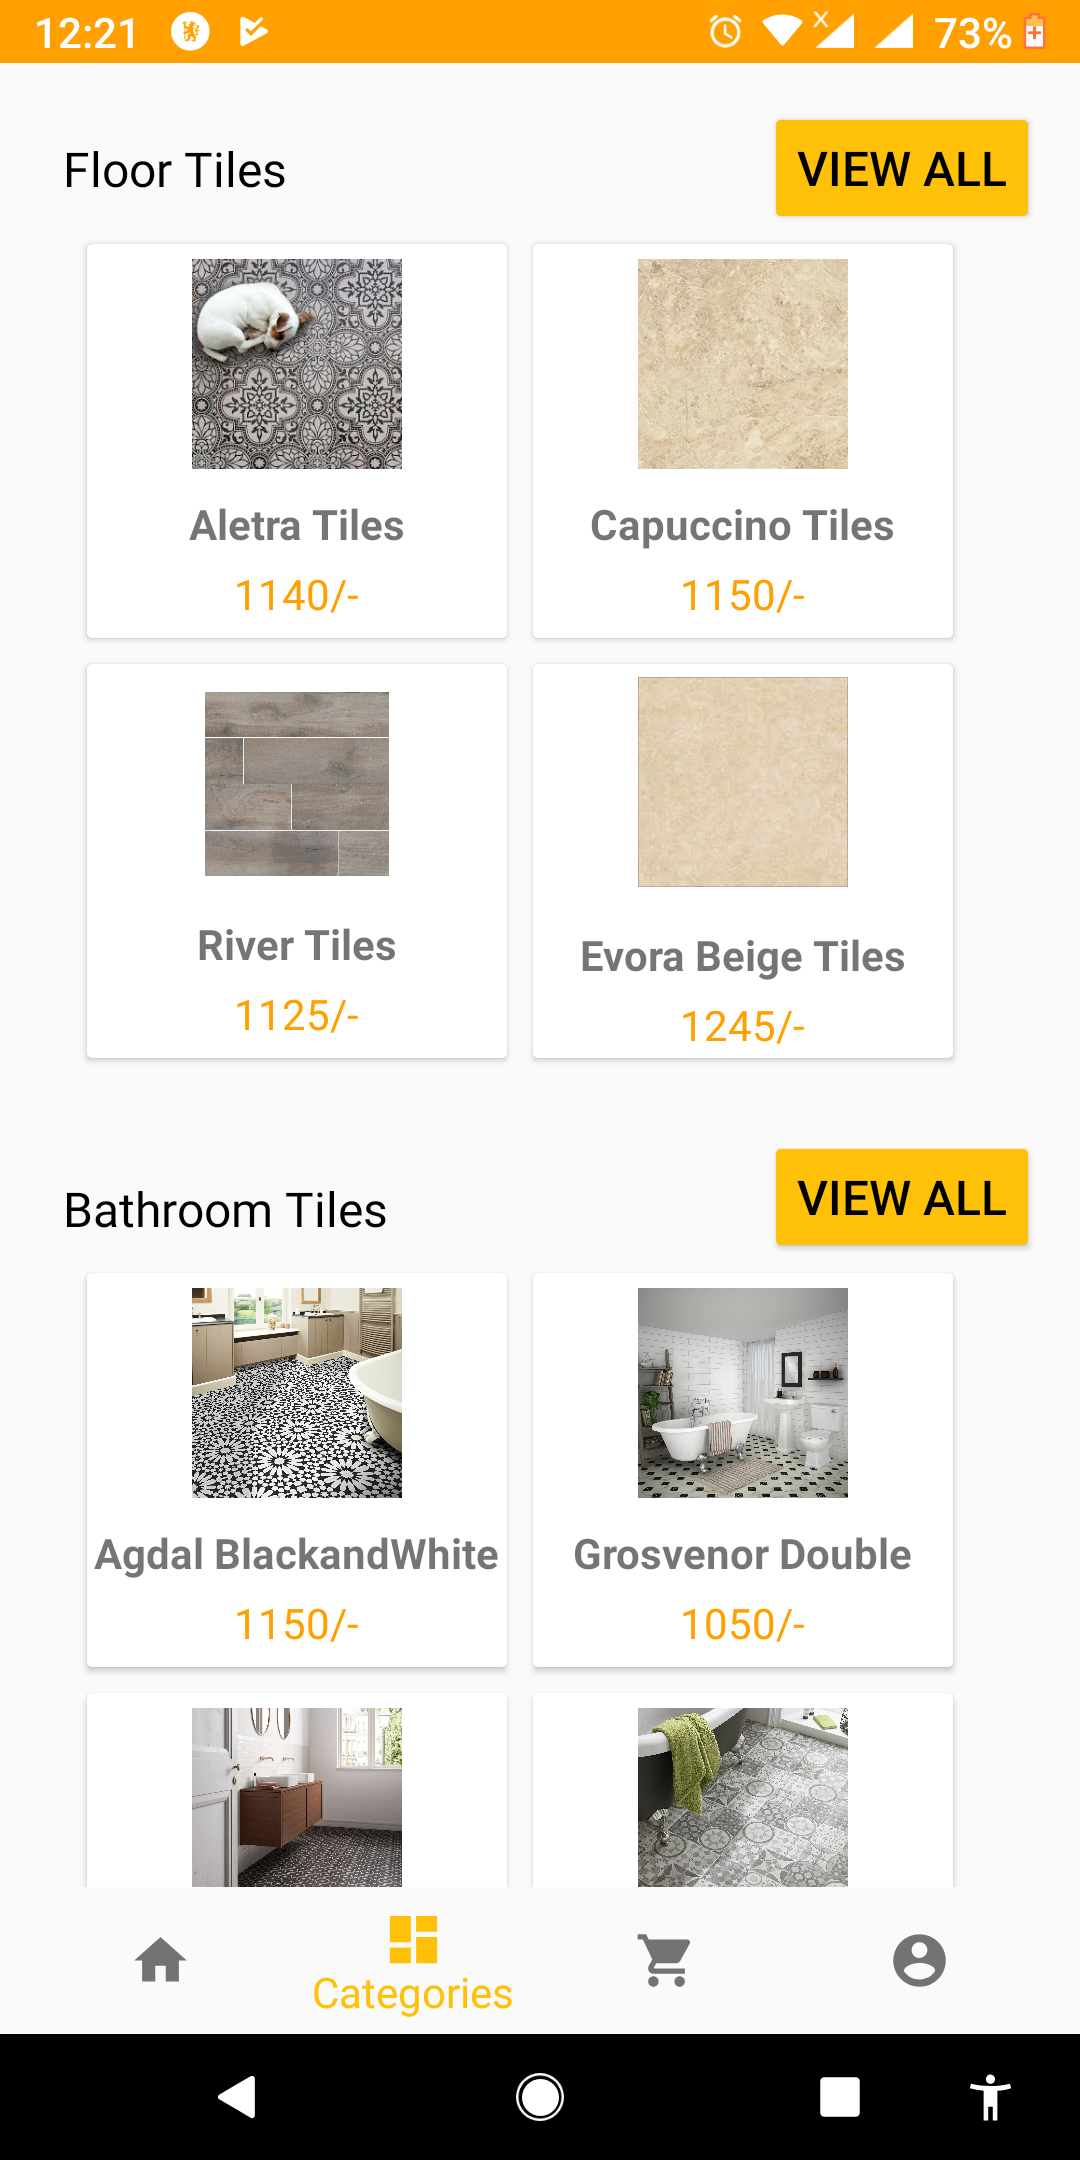 12:21
73%
Floor Tiles
VIEW ALL
Aletra Tiles
1140/-
Capuccino Tiles
1150/-
River Tiles
1125/-
Evora Beige Tiles
1245/-
Bathroom Tiles
VIEW ALL
Agdal BlackandWhite
1150/-
Grosvenor Double
1050/-
Categories